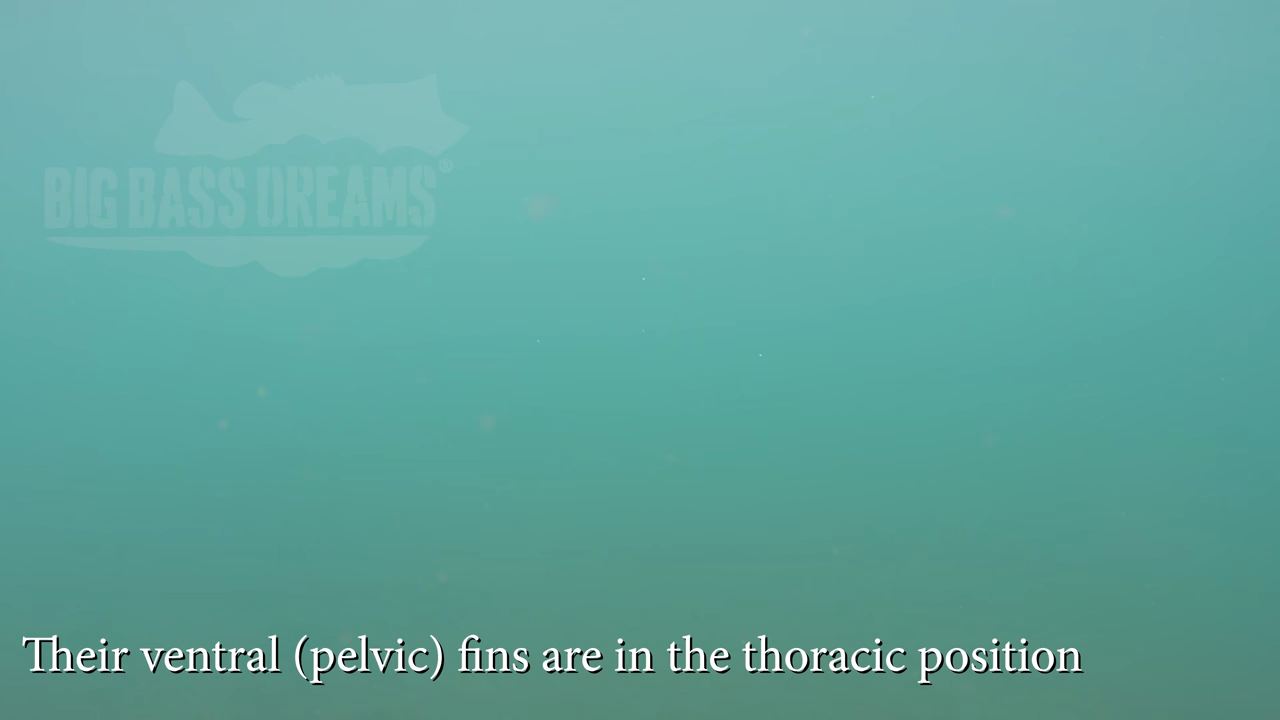 BIG BASS DREAMS®
Their ventral (pelvic) fins are in the thoracic position